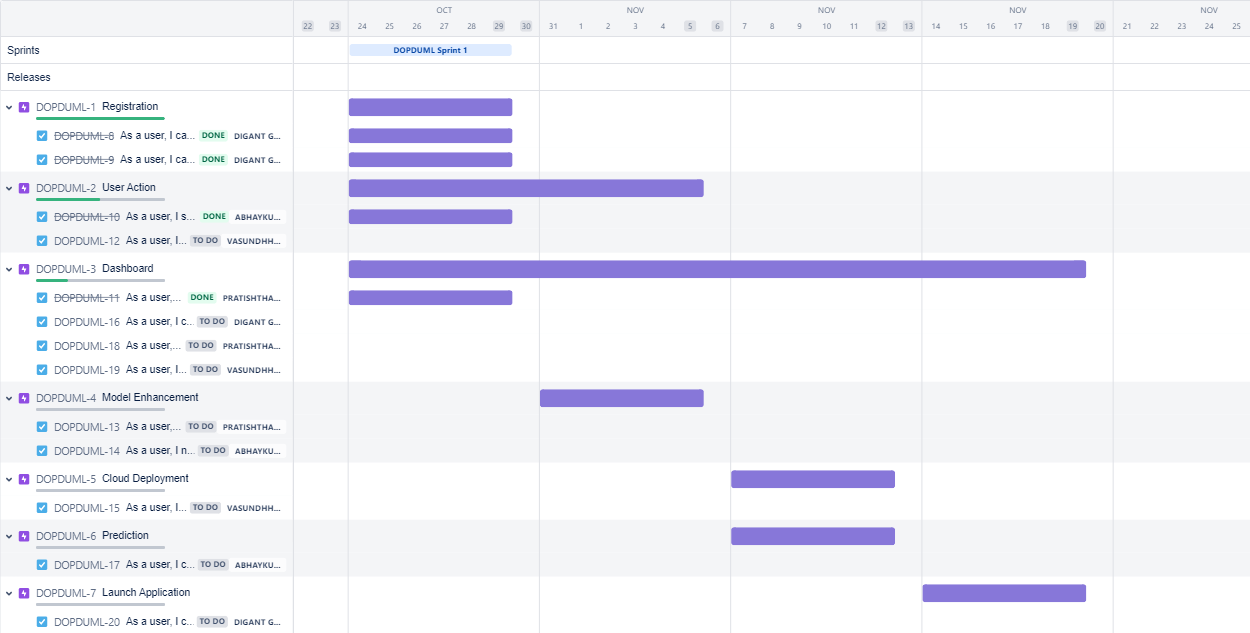 OCT NOV NOV NOV NOV
22 23 24 25 26 27 28 29 30 31 1 2 3 4 5 6 7 8 9 10 11 12 13 14 15 16 17 18 19 20 21 22 23 24 25
Sprints DOPDUML Sprint 1
Releases
DOPDUML-1 Registration
DOPDUML-8 As a user, I ca... DONE DIGANT G...
DOPDUML-9 As a user, I ca... DONE DIGANT G...
DOPDUML-2 User Action
DOPDUML-10 As a user, I s... DONE ABHAYKU...
DOPDUML-12 As a user, I... TO DO VASUNDHH...
DOPDUML-3 Dashboard
DOPDUML-11 As a user,... DONE PRATISHTHA...
DOPDUML-16 As a user, I c... TO DO DIGANT G...
DOPDUML-18 As a user,... TO DO PRATISHTHA...
DOPDUML-19 As a user, I... TO DO VASUNDHH...
DOPDUML-4 Model Enhancement
DOPDUML-13 As a user,... TO DO PRATISHTHA...
DOPDUML-14 As a user, I n... TO DO ABHAYKU...
DOPDUML-5 Cloud Deployment
DOPDUML-15 As a user, I... TO DO VASUNDHH...
DOPDUML-6 Prediction
DOPDUML-17 As a user, I c... TO DO ABHAYKU...
DOPDUML-7 Launch Application
DOPDUML-20 As a user, I c... TO DO DIGANT G...